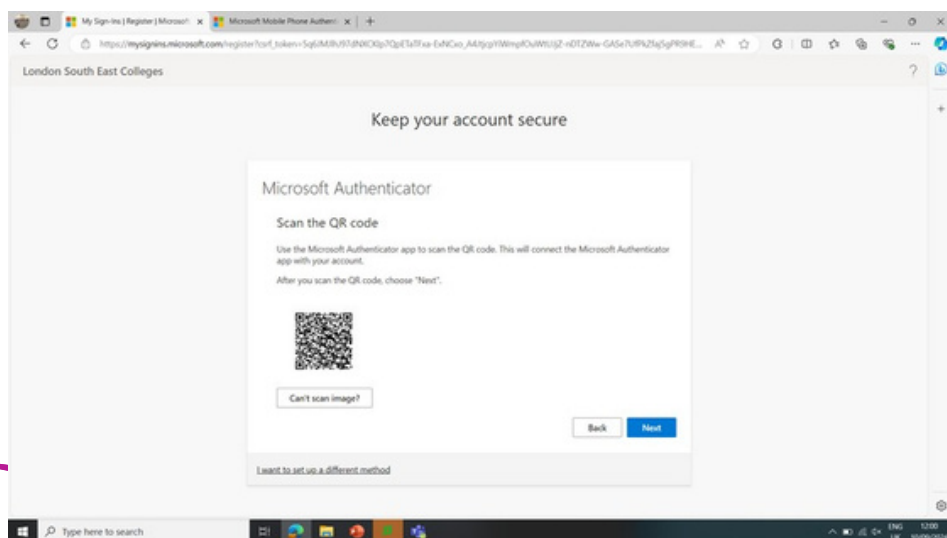 My Sign-Ins | Register | Microsoft
Microsoft Mobile Phone Authenti
London South East Colleges
Keep your account secure
Microsoft Authenticator
Scan the QR code
Use the Microsoft Authenticator app to scan the QR code. This will connect the Microsoft Authenticator
app with your account.
After you scan the QR code, choose "Next".
Can't scan image?
Back
Next
I want to set up a different method
Type here to search
ENG
12:00
UK